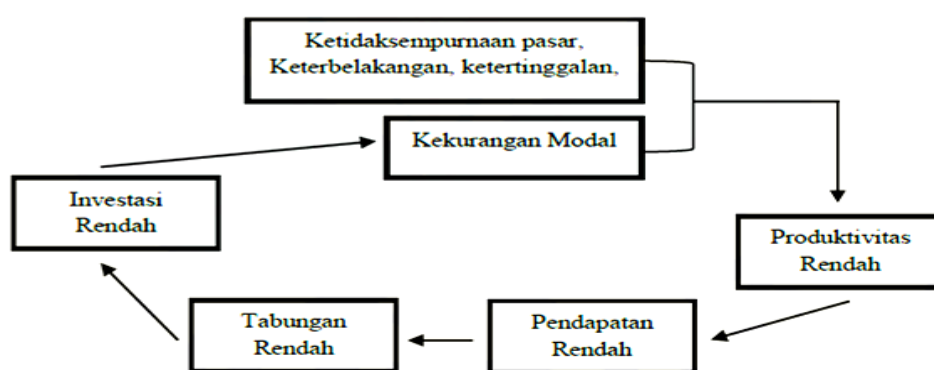 Ketidaksempurnaan pasar,
Keterbelakangan, ketertinggalan,
Kekurangan Modal
Investasi
Rendah
Produktivitas
Rendah
Tabungan
Rendah
Pendapatan
Rendah